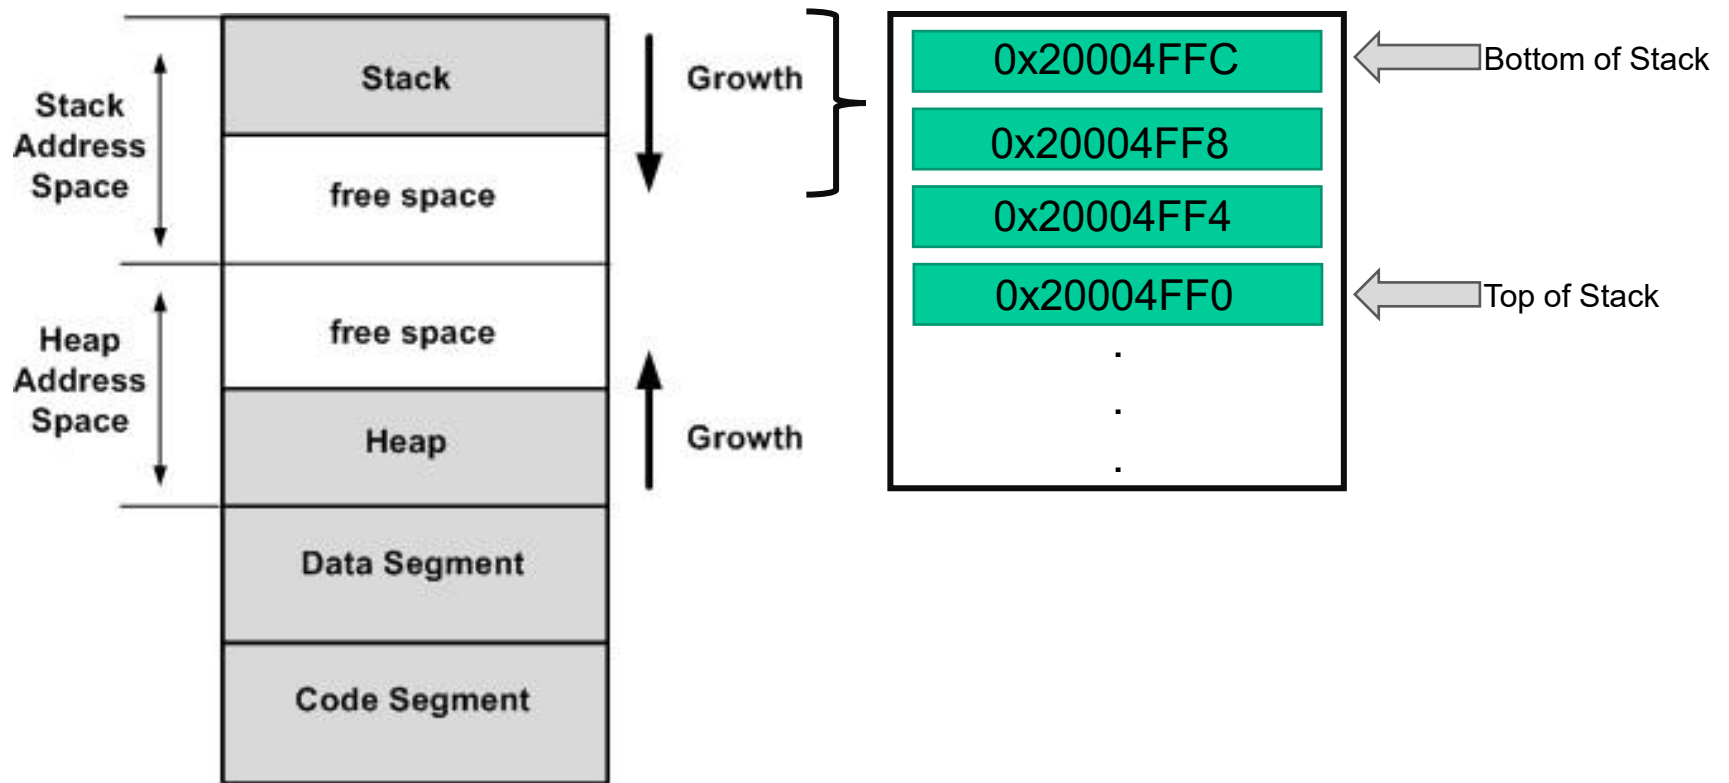 Stack
Address
Space
Stack
Growth
free space
Heap
Address
Space
free space
Heap
Growth
Data Segment
Code Segment
0x20004FFC
Bottom of Stack
0x20004FF8
0x20004FF4
0x20004FF0
Top of Stack
.
.
.